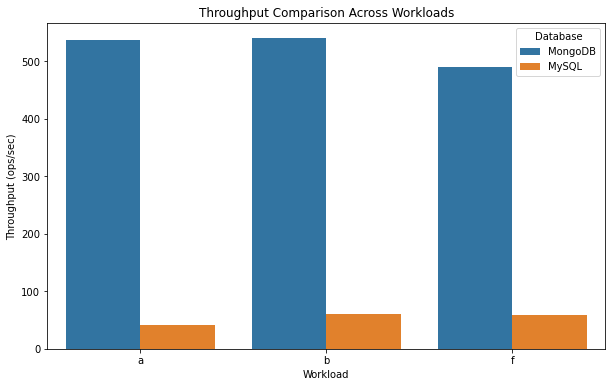 Throughput Comparison Across Workloads
Database
MongoDB
MySQL
Throughput (ops/sec)
500
400
300
200
100
0
a b f
Workload